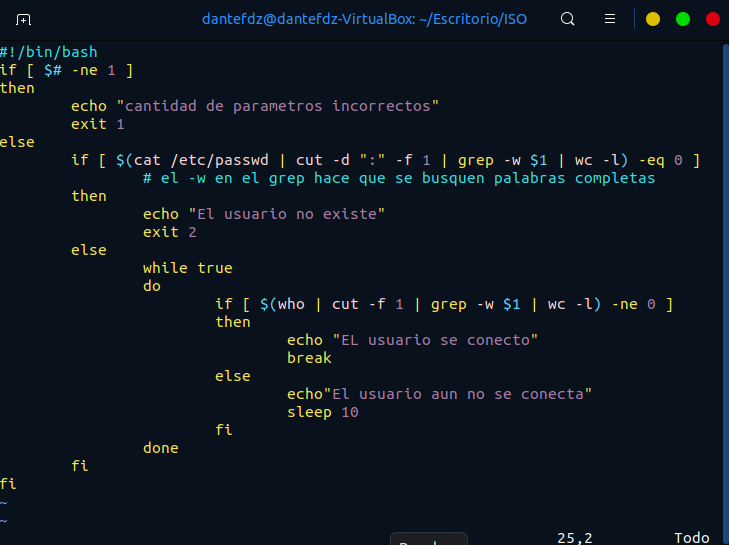 dantefdz@dantefdz-VirtualBox: ~/Escritorio/ISO
#!/bin/bash
if [ $# -ne 1 ]
then
        echo "cantidad de parametros incorrectos"
        exit 1
else
        if [ $(cat /etc/passwd | cut -d ":" -f 1 | grep -w $1 | wc -l) -eq 0 ]
                # el -w en el grep hace que se busquen palabras completas
        then
                echo "El usuario no existe"
                exit 2
        else
                while true
                do
                        if [ $(who | cut -f 1 | grep -w $1 | wc -l) -ne 0 ]
                        then
                                echo "EL usuario se conecto"
                                break
                        else
                                echo"El usuario aun no se conecta"
                                sleep 10
                        fi
                done
        fi
fi
~
~
25,2 Todo